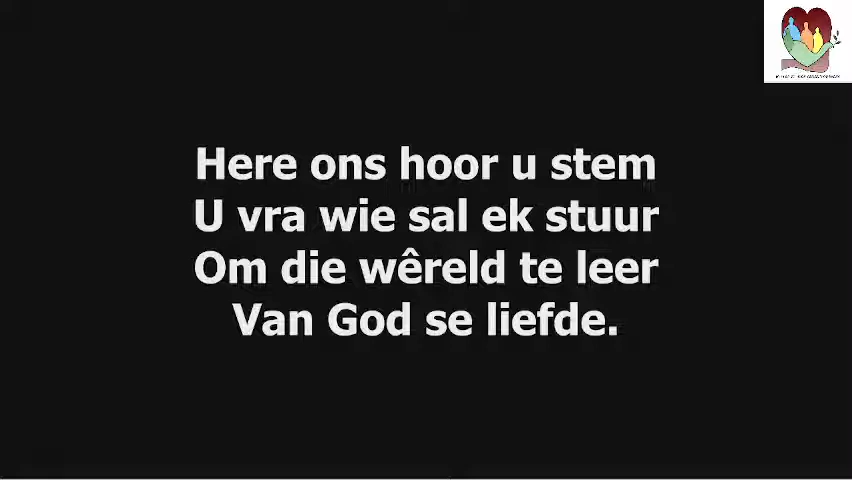 Here ons hoor u stem
U vra wie sal ek stuur
Om die wêreld te leer
Van God se liefde.